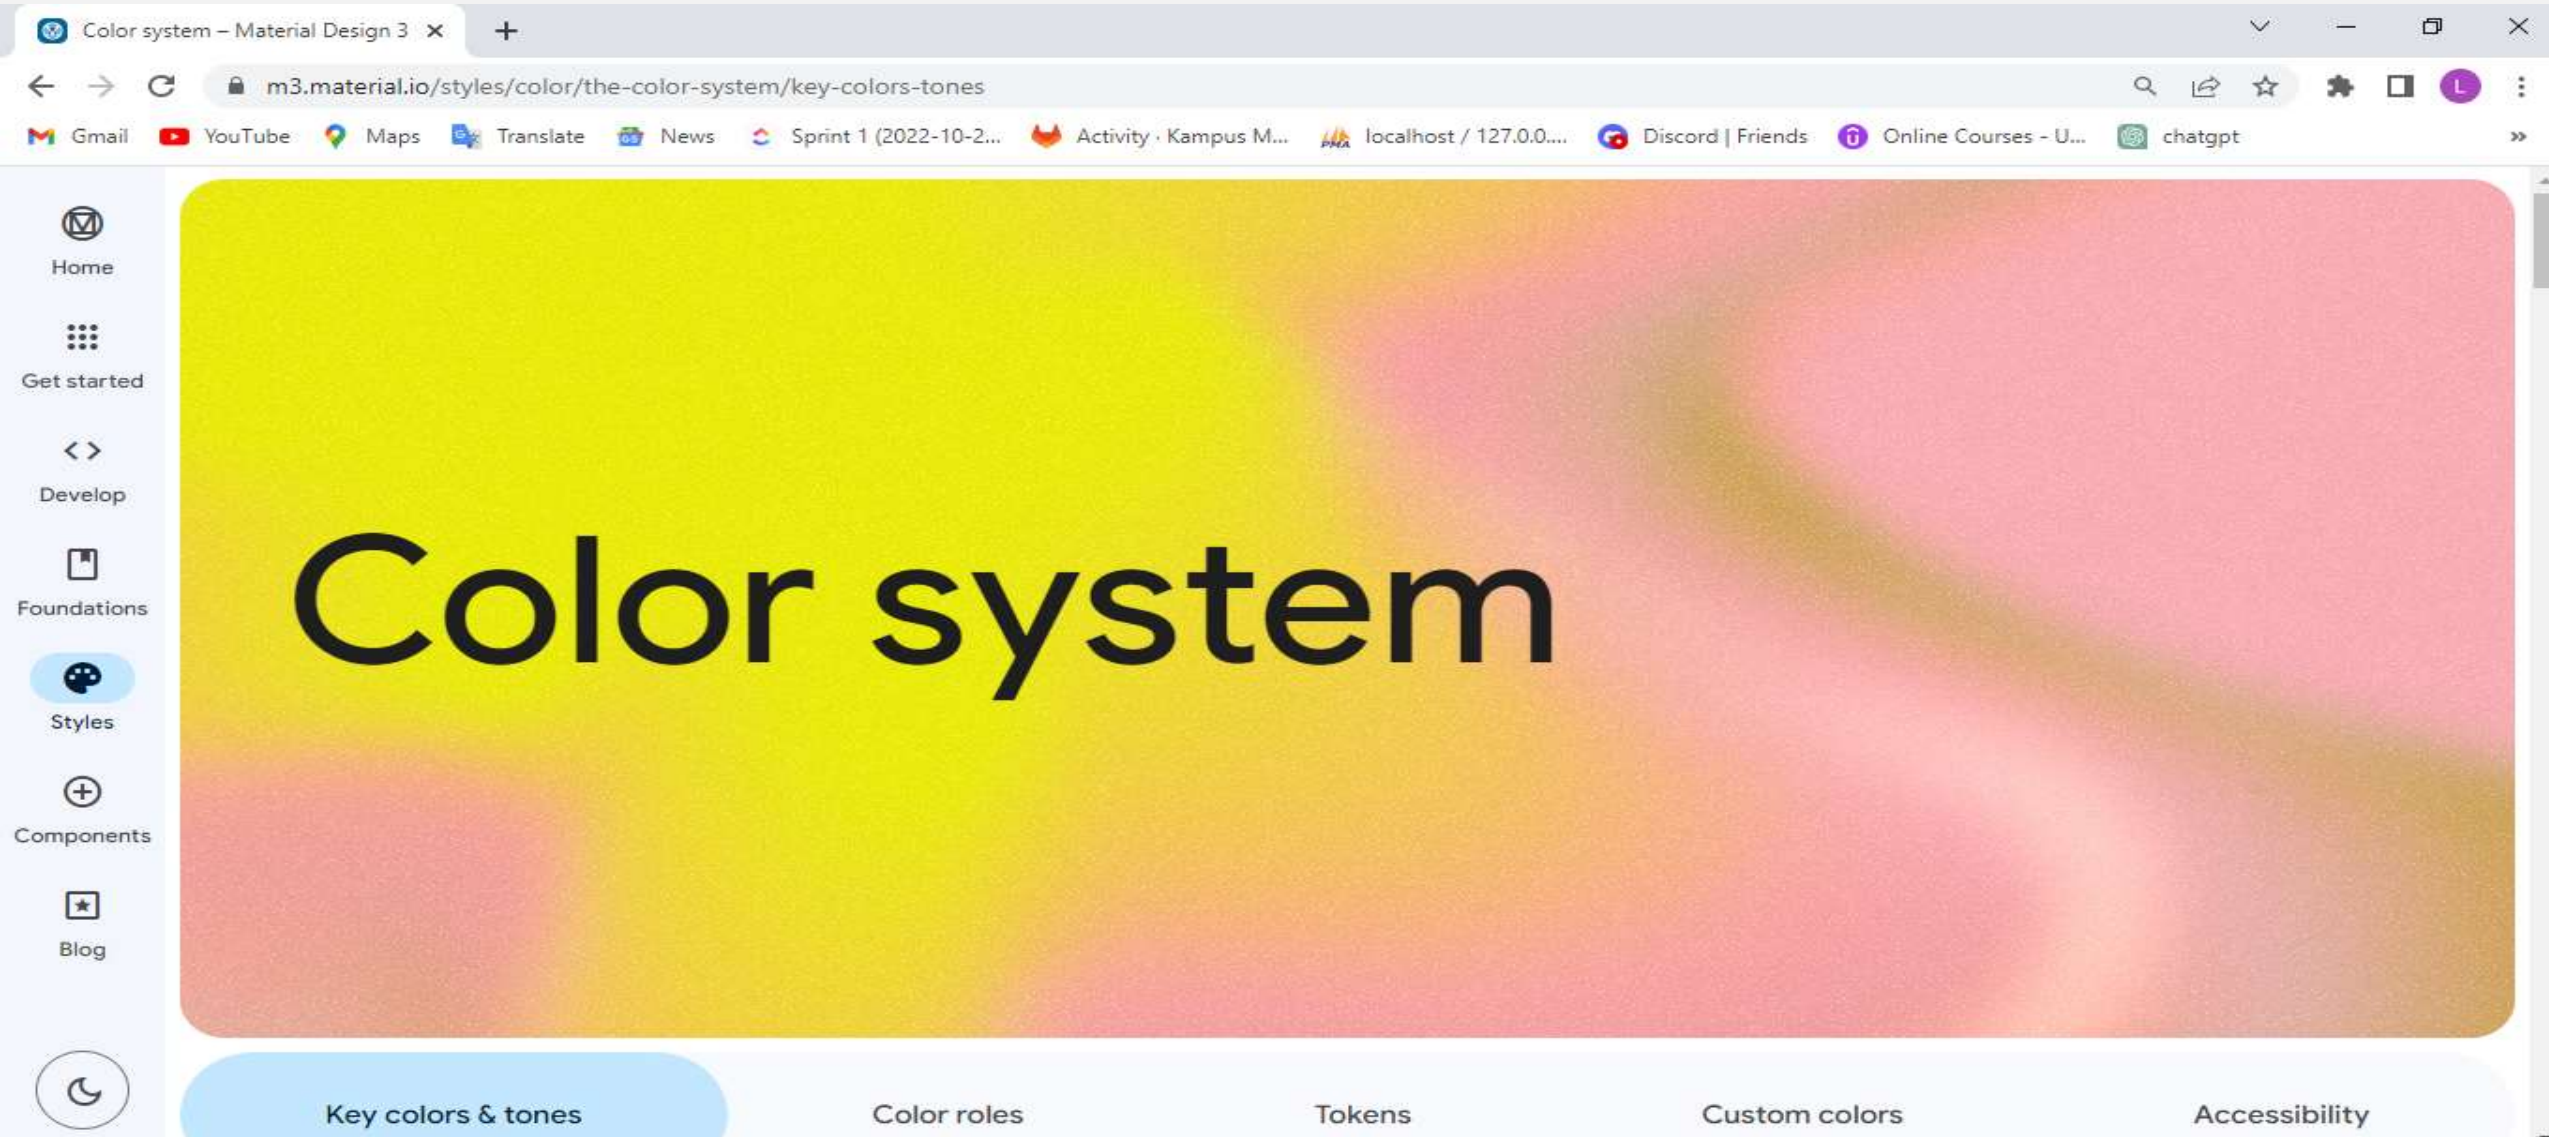 Color system – Material Design 3
m3.material.io/styles/color/the-color-system/key-colors-tones
L
Gmail YouTube Maps Translate News Sprint 1 (2022-10-2... Activity · Kampus M... localhost / 127.0.0.... Discord | Friends Online Courses - U... chatgpt »
Home
Get started
Develop
Foundations
Styles
Components
Blog
Color system
Key colors & tones Color roles Tokens Custom colors Accessibility